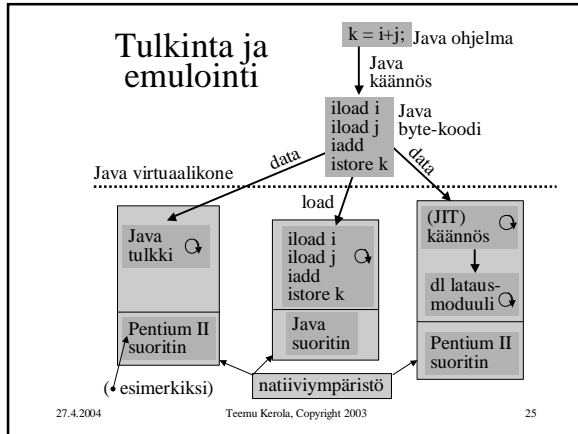 Tulkinta ja
emulointi
k = i+j;
Java ohjelma
Java
käännös
iload i
iload j
iadd
istore k
Java
byte-koodi
Java virtuaalikone
data
load
data
Java
tulkki
Pentium II
suoritin
iload i
iload j
iadd
istore k
Java
suoritin
(JIT)
käännös
dl lataus-
moduuli
Pentium II
suoritin
(• esimerkiksi)
natiiviympäristö
27.4.2004
Teemu Kerola, Copyright 2003
25